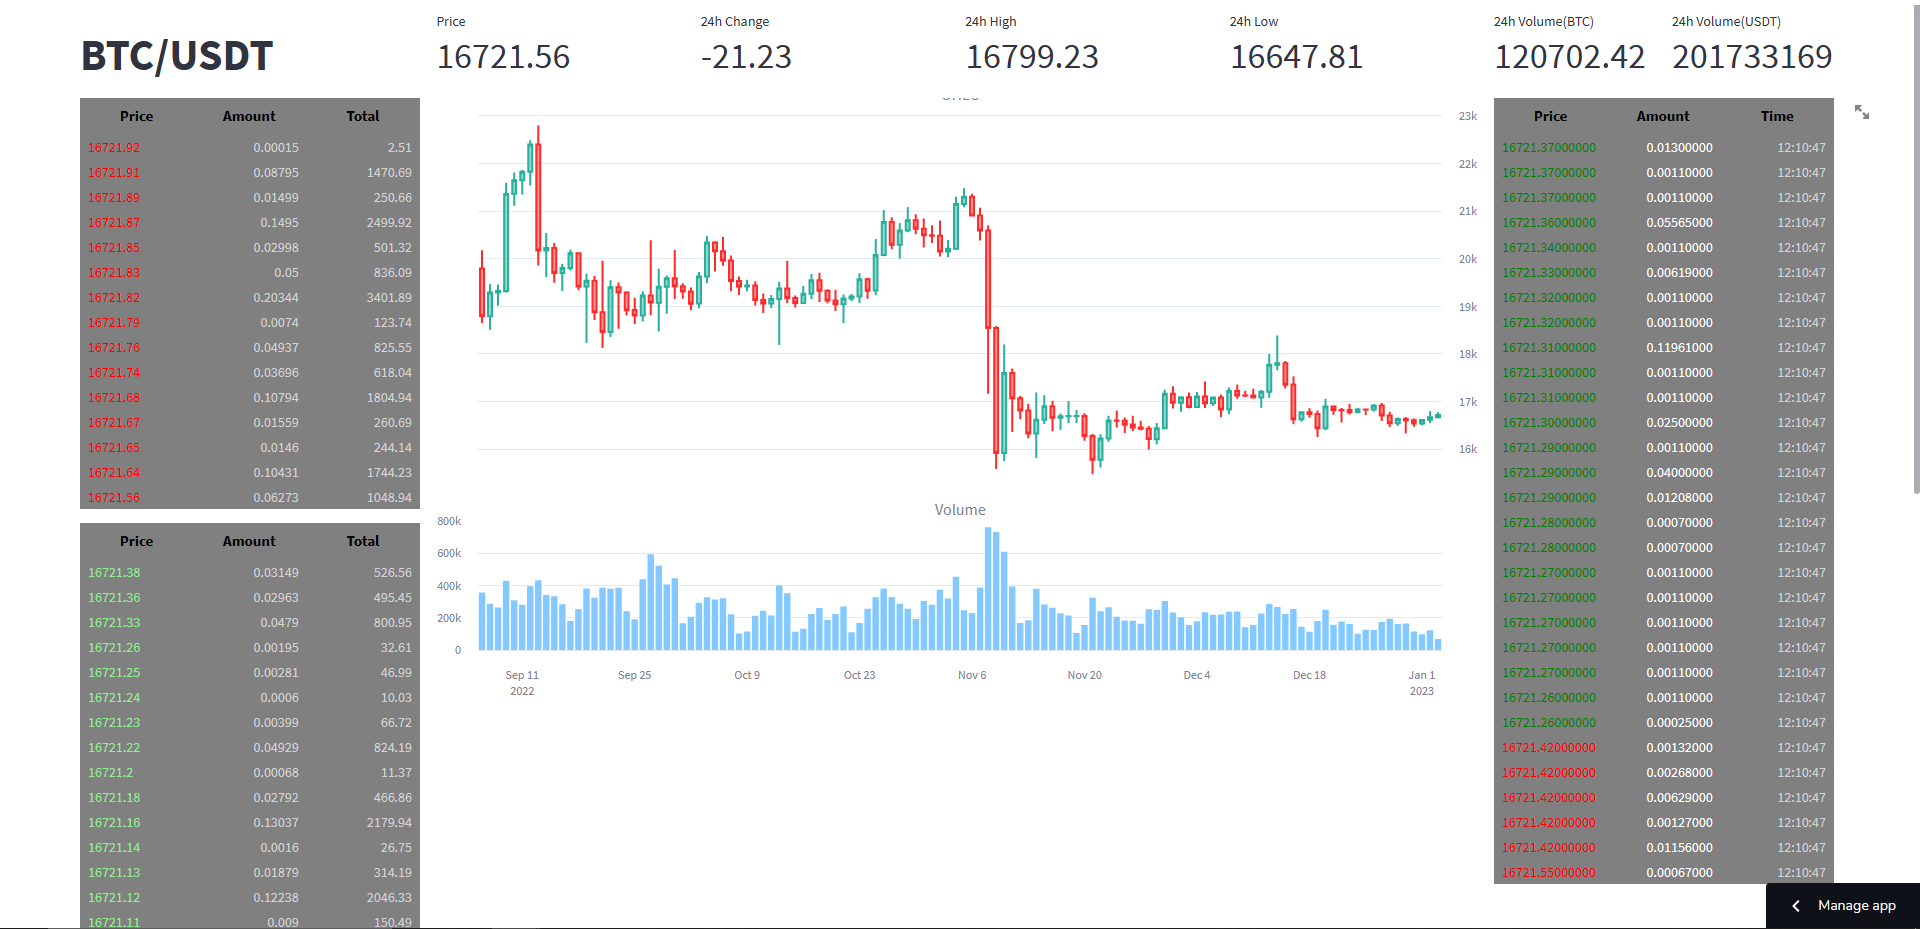 BTC/USDT
Price
16721.56
24h Change
-21.23
24h High
16799.23
24h Low
16647.81
24h Volume(BTC)
120702.42
24h Volume(USDT)
201733169
Price Amount Total
16721.92 0.00015 2.51
16721.91 0.08795 1470.69
16721.89 0.01499 250.66
16721.87 0.1495 2499.92
16721.85 0.02998 501.32
16721.83 0.05 836.09
16721.82 0.20344 3401.89
16721.79 0.0074 123.74
16721.76 0.04937 825.55
16721.74 0.03696 618.04
16721.68 0.10794 1804.94
16721.67 0.01559 260.69
16721.65 0.0146 244.14
16721.64 0.10431 1744.23
16721.56 0.06273 1048.94
Price Amount Total
16721.38 0.03149 526.56
16721.36 0.02963 495.45
16721.33 0.0479 800.95
16721.26 0.00195 32.61
16721.25 0.00281 46.99
16721.24 0.0006 10.03
16721.23 0.00399 66.72
16721.22 0.04929 824.19
16721.2 0.00068 11.37
16721.18 0.02792 466.86
16721.16 0.13037 2179.94
16721.14 0.0016 26.75
16721.13 0.01879 314.19
16721.12 0.12238 2046.33
16721.11 0.009 150.49
23k
22k
21k
20k
19k
18k
17k
16k
Volume
800k
600k
400k
200k
0
Sep 11 Sep 25 Oct 9 Oct 23 Nov 6 Nov 20 Dec 4 Dec 18 Jan 1
2022 2023
Price Amount Time
16721.37000000 0.01300000 12:10:47
16721.37000000 0.00110000 12:10:47
16721.37000000 0.00110000 12:10:47
16721.36000000 0.05565000 12:10:47
16721.34000000 0.00110000 12:10:47
16721.33000000 0.00619000 12:10:47
16721.32000000 0.00110000 12:10:47
16721.32000000 0.00110000 12:10:47
16721.31000000 0.11961000 12:10:47
16721.31000000 0.00110000 12:10:47
16721.31000000 0.00110000 12:10:47
16721.30000000 0.02500000 12:10:47
16721.29000000 0.00110000 12:10:47
16721.29000000 0.04000000 12:10:47
16721.29000000 0.01208000 12:10:47
16721.28000000 0.00070000 12:10:47
16721.28000000 0.00070000 12:10:47
16721.27000000 0.00110000 12:10:47
16721.27000000 0.00110000 12:10:47
16721.27000000 0.00110000 12:10:47
16721.27000000 0.00110000 12:10:47
16721.27000000 0.00110000 12:10:47
16721.26000000 0.00110000 12:10:47
16721.26000000 0.00025000 12:10:47
16721.42000000 0.00132000 12:10:47
16721.42000000 0.00268000 12:10:47
16721.42000000 0.00629000 12:10:47
16721.42000000 0.00127000 12:10:47
16721.42000000 0.01156000 12:10:47
16721.55000000 0.00067000 12:10:47
Manage app